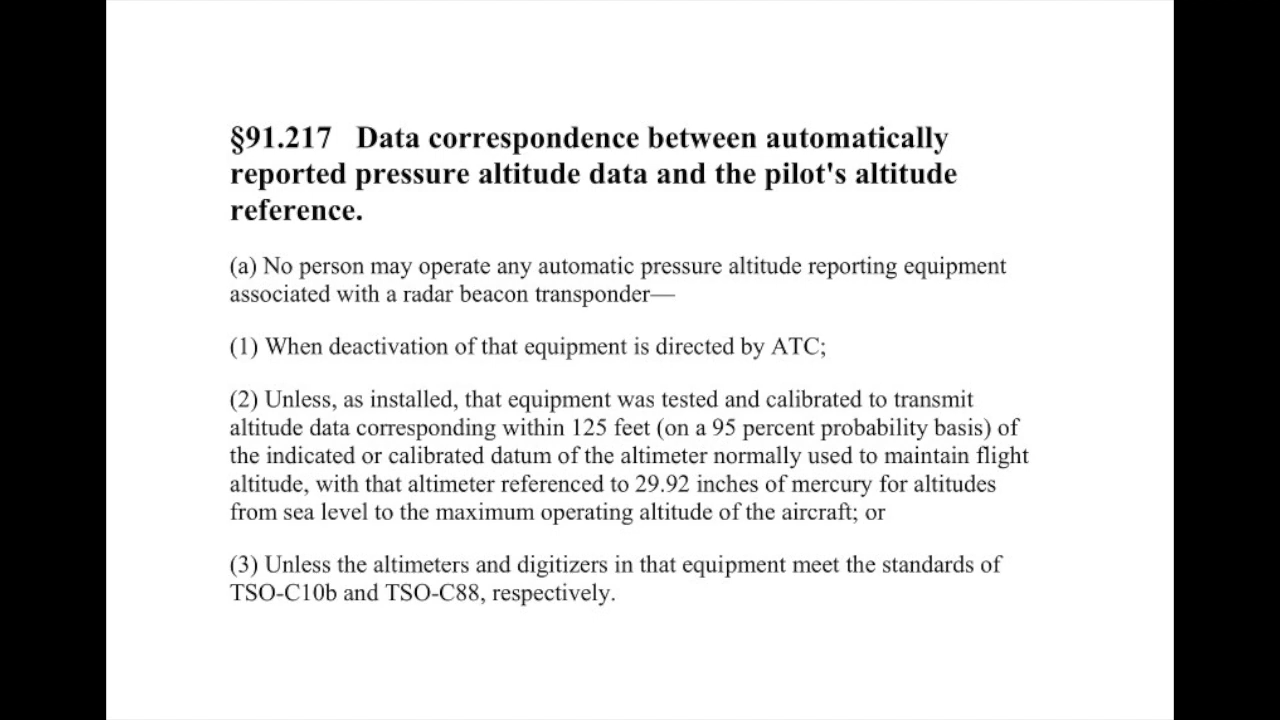 §91.217 Data correspondence between automatically
reported pressure altitude data and the pilot's altitude
reference.
(a) No person may operate any automatic pressure altitude reporting equipment
associated with a radar beacon transponder—
(1) When deactivation of that equipment is directed by ATC;
(2) Unless, as installed, that equipment was tested and calibrated to transmit
altitude data corresponding within 125 feet (on a 95 percent probability basis) of
the indicated or calibrated datum of the altimeter normally used to maintain flight
altitude, with that altimeter referenced to 29.92 inches of mercury for altitudes
from sea level to the maximum operating altitude of the aircraft; or
(3) Unless the altimeters and digitizers in that equipment meet the standards of
TSO-C10b and TSO-C88, respectively.